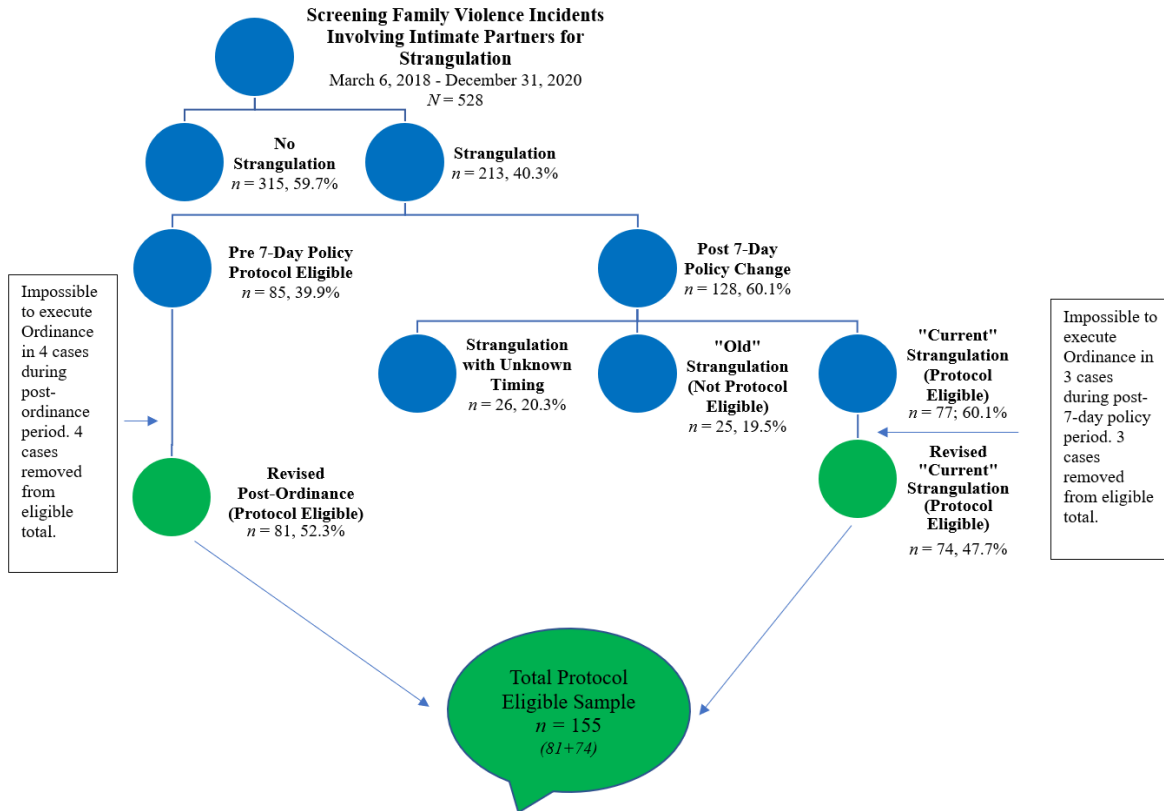 Screening Family Violence Incidents
Involving Intimate Partners for
Strangulation
March 6, 2018 - December 31, 2020
N = 528
No
Strangulation
n = 315, 59.7%
Strangulation
n = 213, 40.3%
Pre 7-Day Policy
Protocol Eligible
n = 85, 39.9%
Post 7-Day
Policy Change
n = 128, 60.1%
Impossible
to execute
Ordinance
in 4 cases
during
post-
ordinance
period. 4
cases
removed
from
eligible
total.
Strangulation
with Unknown
Timing
n = 26, 20.3%
"Old"
Strangulation
(Not Protocol
Eligible)
n = 25, 19.5%
"Current"
Strangulation
(Protocol
Eligible)
n = 77; 60.1%
Impossible to
execute
Ordinance in
3 cases
during post-
7-day policy
period. 3
cases
removed
from eligible
total.
Revised
Post-Ordinance
(Protocol Eligible)
n = 81, 52.3%
Revised
"Current"
Strangulation
(Protocol
Eligible)
n = 74, 47.7%
Total Protocol
Eligible Sample
n = 155
(81+74)